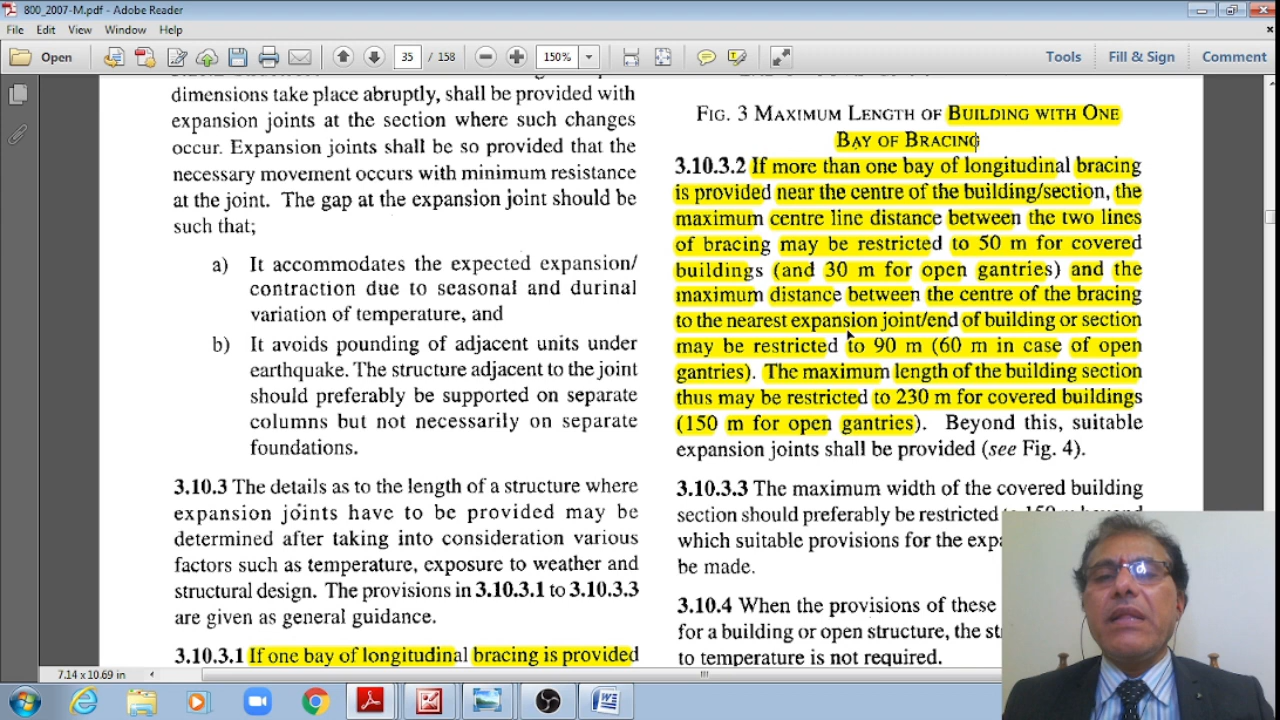 800_2007-M.pdf - Adobe Reader
File Edit View Window Help
Open 35 / 158 150% Tools Fill & Sign Comment
dimensions take place abruptly, shall be provided with
expansion joints at the section where such changes
occur. Expansion joints shall be so provided that the
necessary movement occurs with minimum resistance
at the joint. The gap at the expansion joint should be
such that;
a) It accommodates the expected expansion/
contraction due to seasonal and durinal
variation of temperature, and
b) It avoids pounding of adjacent units under
earthquake. The structure adjacent to the joint
should preferably be supported on separate
columns but not necessarily on separate
foundations.
3.10.3 The details as to the length of a structure where
expansion joints have to be provided may be
determined after taking into consideration various
factors such as temperature, exposure to weather and
structural design. The provisions in 3.10.3.1 to 3.10.3.3
are given as general guidance.
3.10.3.1 If one bay of longitudinal bracing is provided
FIG. 3 MAXIMUM LENGTH OF BUILDING WITH ONE
BAY OF BRACING
3.10.3.2 If more than one bay of longitudinal bracing
is provided near the centre of the building/section, the
maximum centre line distance between the two lines
of bracing may be restricted to 50 m for covered
buildings (and 30 m for open gantries) and the
maximum distance between the centre of the bracing
to the nearest expansion joint/end of building or section
may be restricted to 90 m (60 m in case of open
gantries). The maximum length of the building section
thus may be restricted to 230 m for covered buildings
(150 m for open gantries). Beyond this, suitable
expansion joints shall be provided (see Fig. 4).
3.10.3.3 The maximum width of the covered building
section should preferably be restricted
which suitable provisions for the
be made.
3.10.4 When the provisions of these
for a building or open structure, the
to temperature is not required.
7.14 x 10.69 in